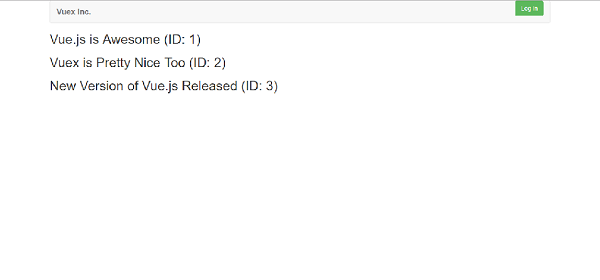 Vuex Inc.
Log in
Vue.js is Awesome (ID: 1)
Vuex is Pretty Nice Too (ID: 2)
New Version of Vue.js Released (ID: 3)